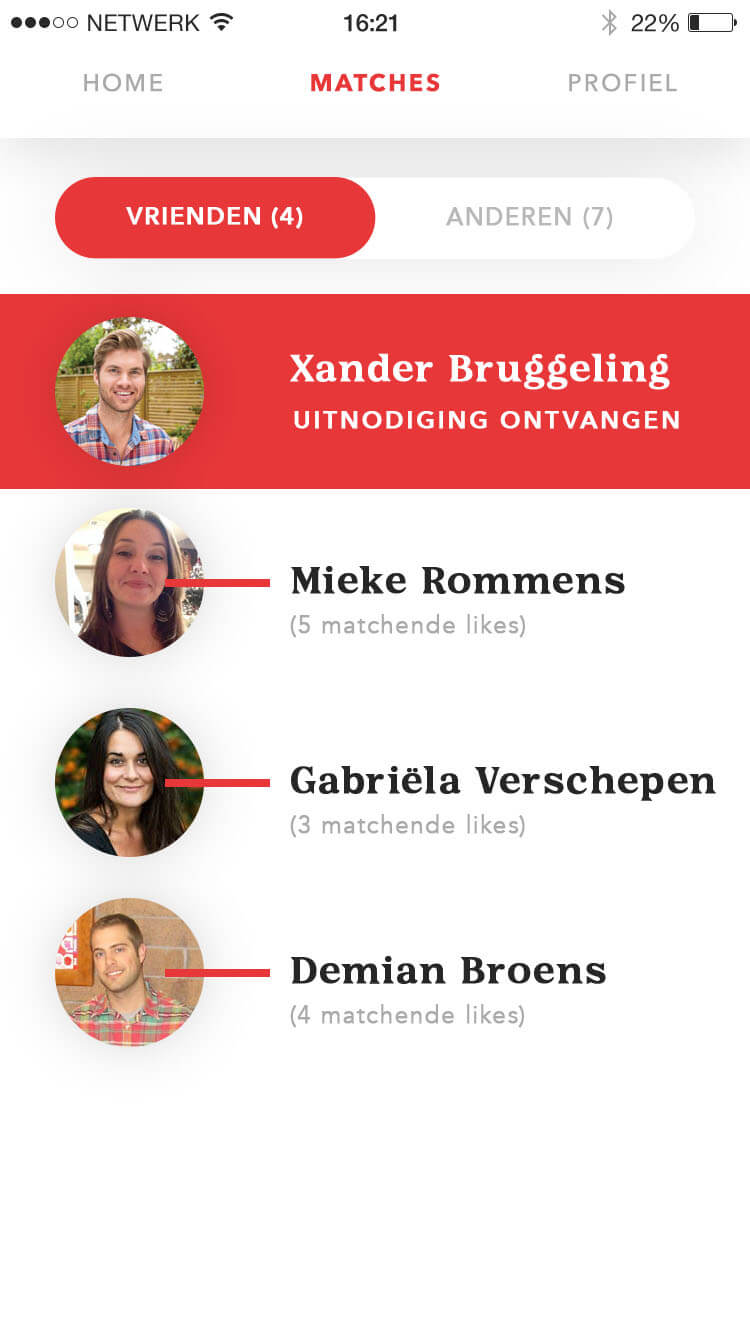 NETWERK 16:21 22%
HOME MATCHES PROFIEL
VRIENDEN (4) ANDEREN (7)
Xander Bruggeling
UITNODIGING ONTVANGEN
Mieke Rommens
(5 matchende likes)
Gabriëla Verschepen
(3 matchende likes)
Demian Broens
(4 matchende likes)